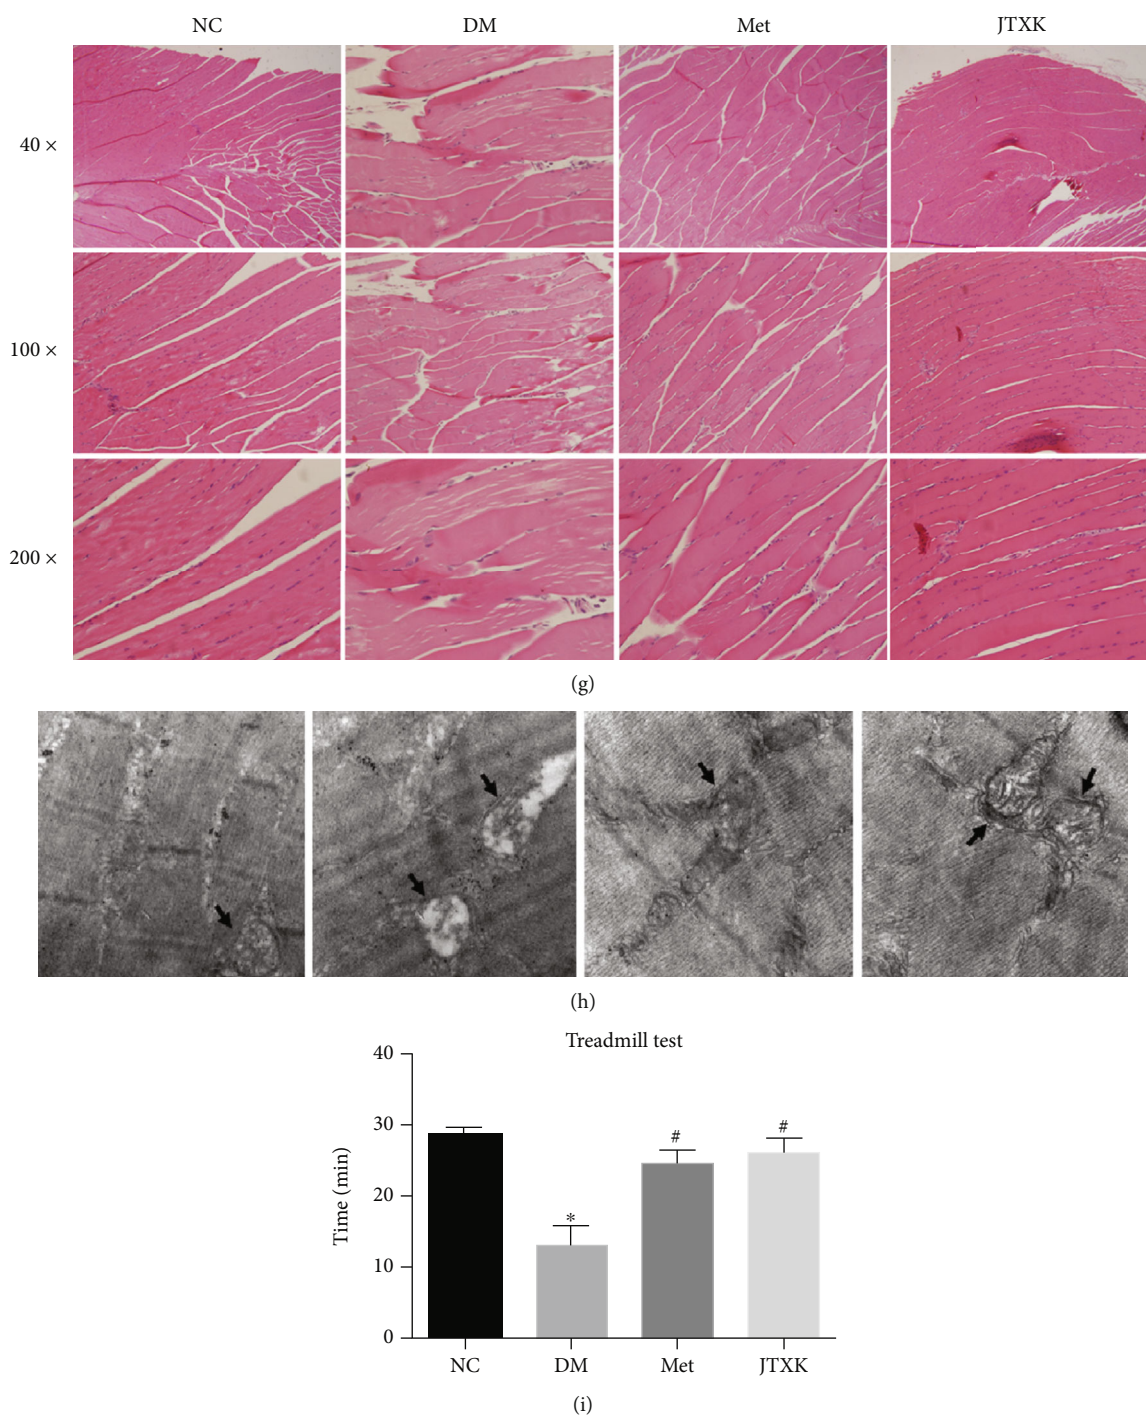 NC DM Met JTXK
40 ×
100 ×
200 ×
(g)
(h)
Treadmill test
40
30
20
10
0
Time (min)
*
#
#
NC DM Met JTXK
(i)